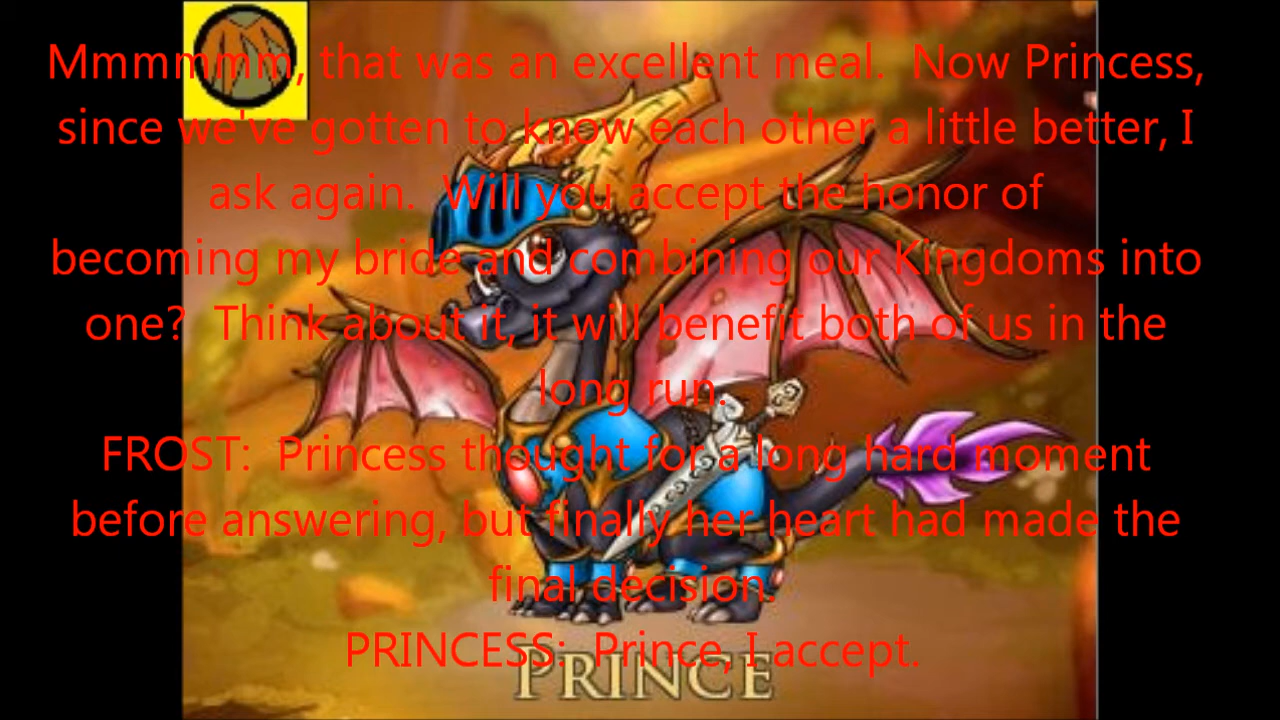 Mmmmmm, that was an excellent meal.  Now Princess,
since we've gotten to know each other a little better, I
ask again.  Will you accept the honor of
becoming my bride and combining our Kingdoms into
one?  Think about it, it will benefit both of us in the
long run.
FROST:  Princess thought for a long hard moment
before answering, but finally her heart had made the
final decision.
PRINCESS:  Prince, I accept.
PRINCE